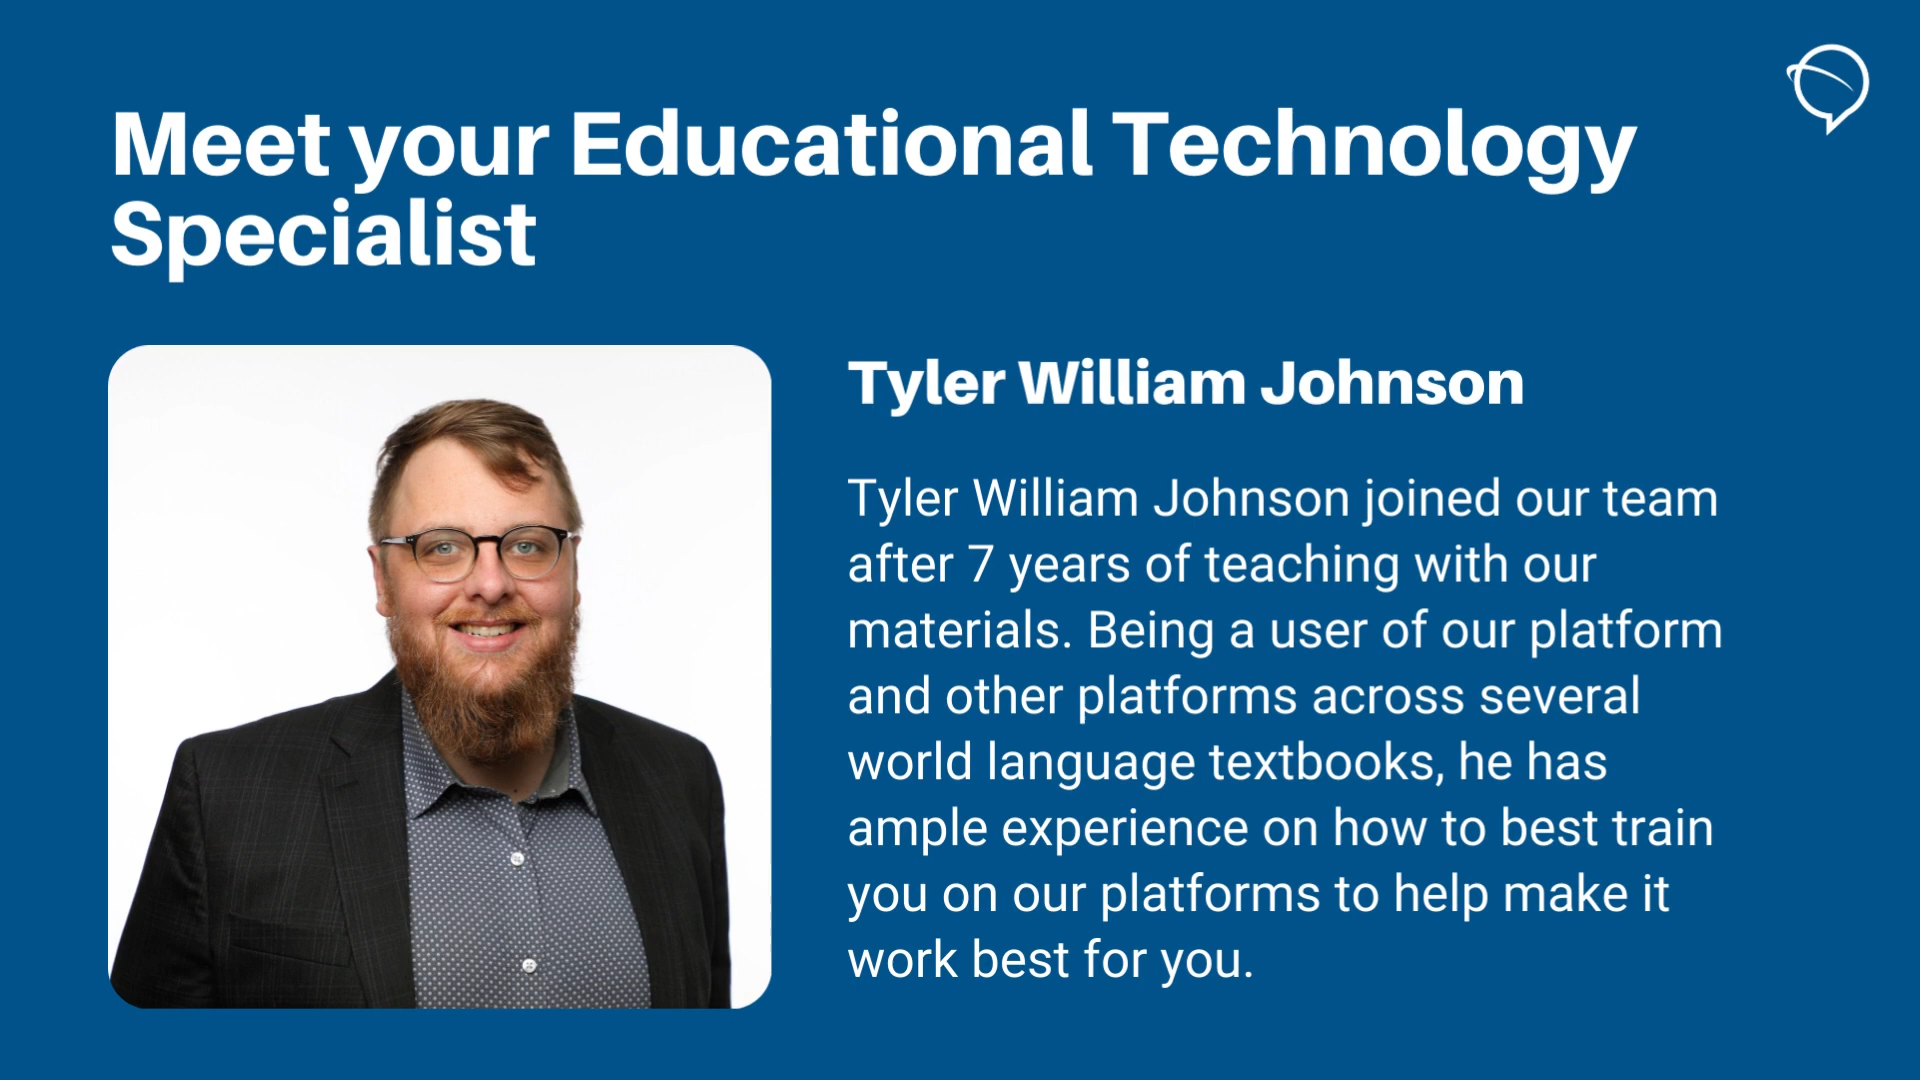 Meet your Educational Technology
Specialist
Tyler William Johnson
Tyler William Johnson joined our team
after 7 years of teaching with our
materials. Being a user of our platform
and other platforms across several
world language textbooks, he has
ample experience on how to best train
you on our platforms to help make it
work best for you.